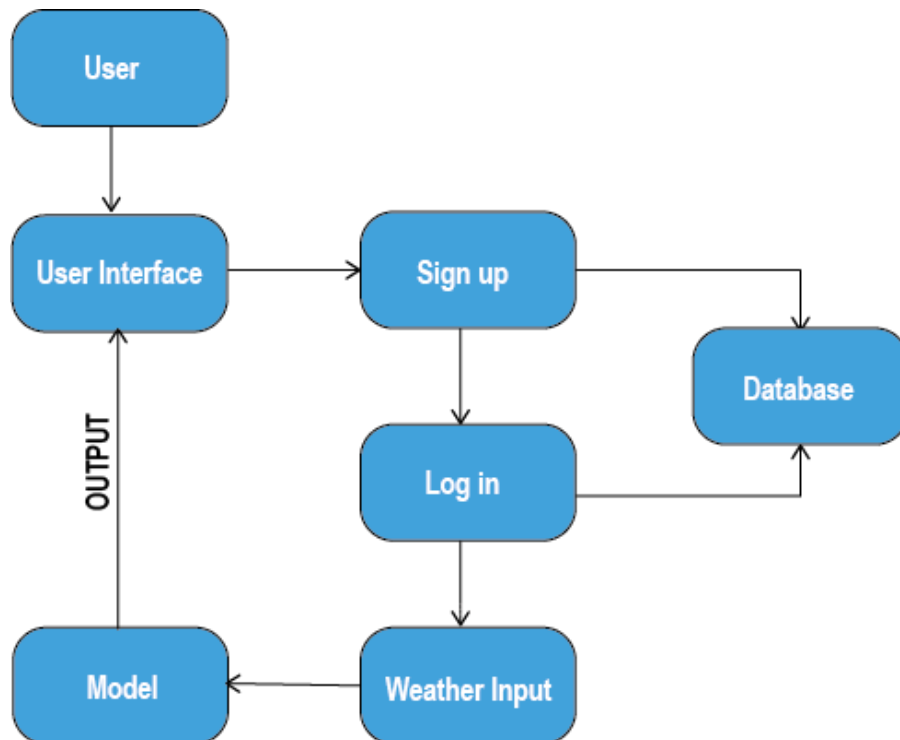 User
User Interface
Sign up
Database
Log in
OUTPUT
Model
Weather Input